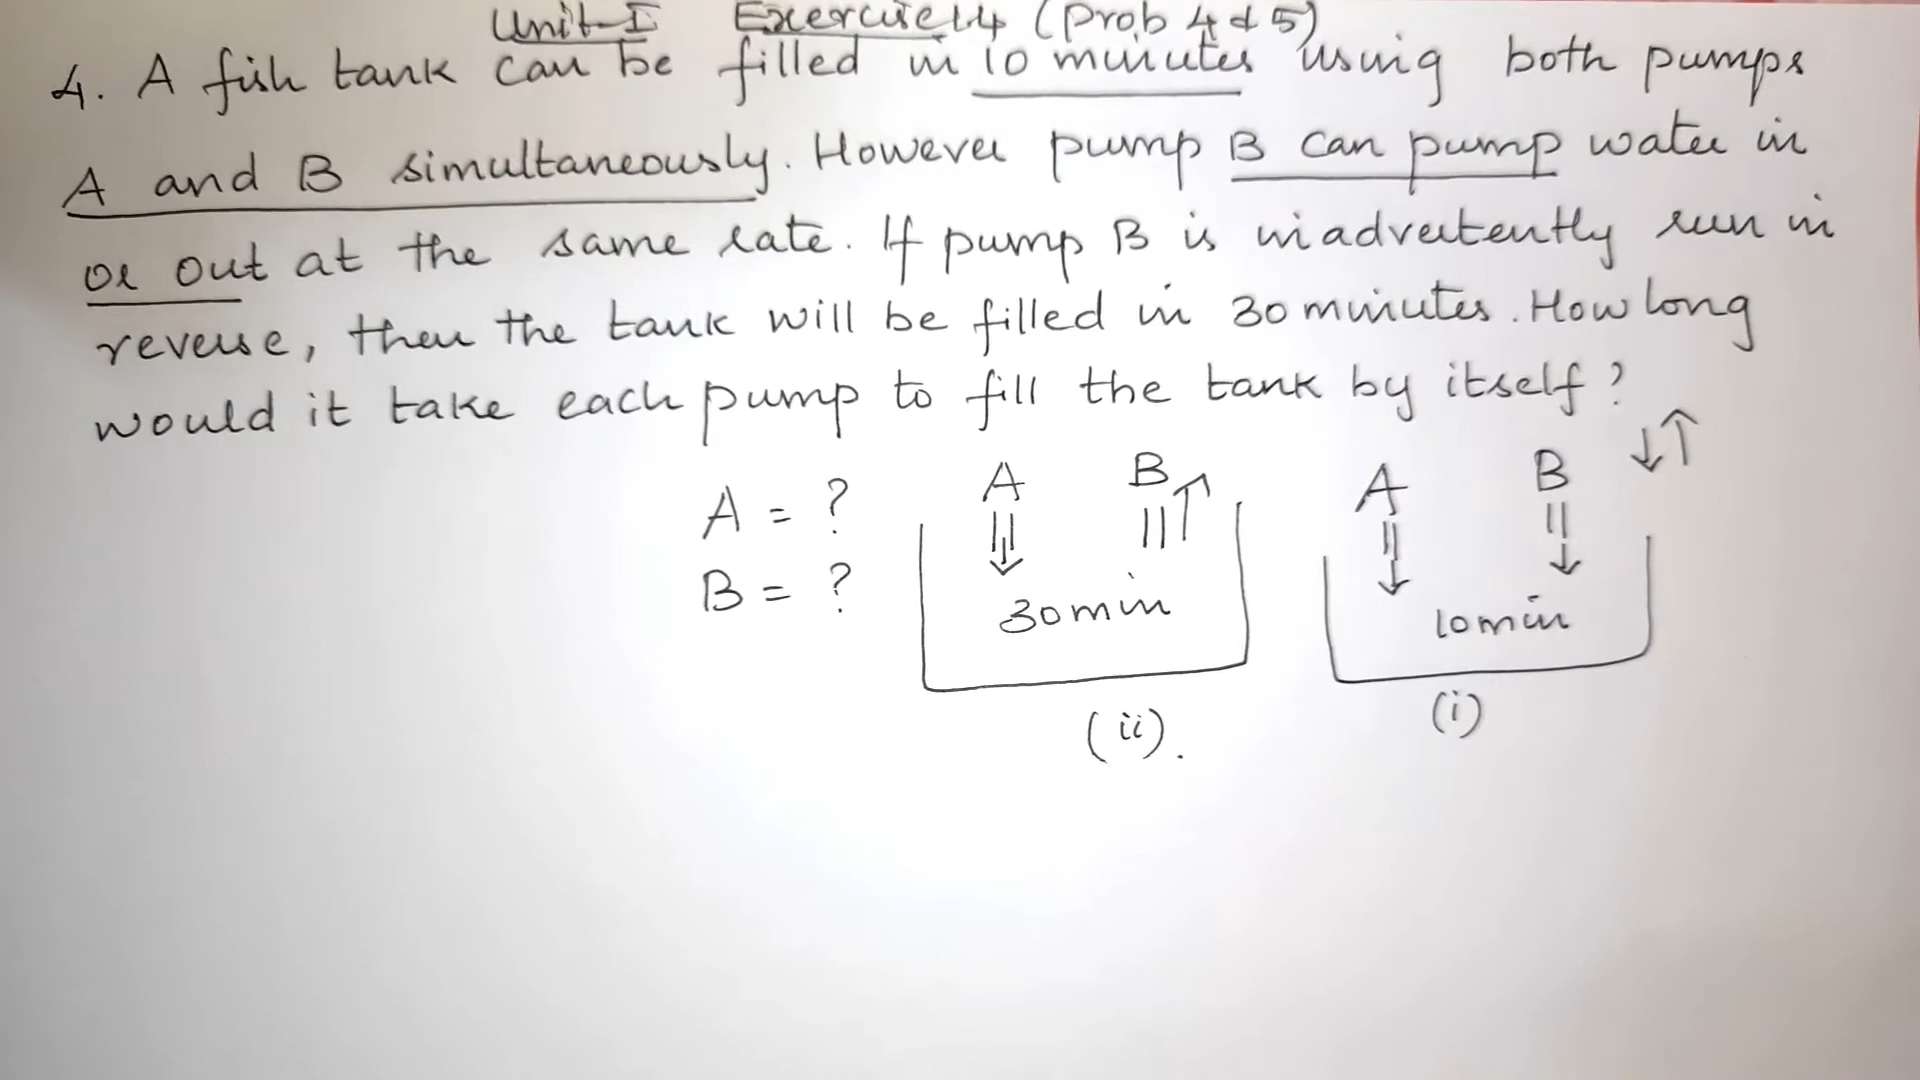 Unit-I Exercise 1.4 (Prob 4 & 5)
4. A fish tank can be filled in 10 minutes using both pumps
A and B simultaneously. However pump B can pump water in
or out at the same rate. If pump B is inadvertently run in
reverse, then the tank will be filled in 30 minutes. How long
would it take each pump to fill the tank by itself?
A = ?
B = ?
A B
30 min
(ii).
A B ↓↑
10 min
(i)